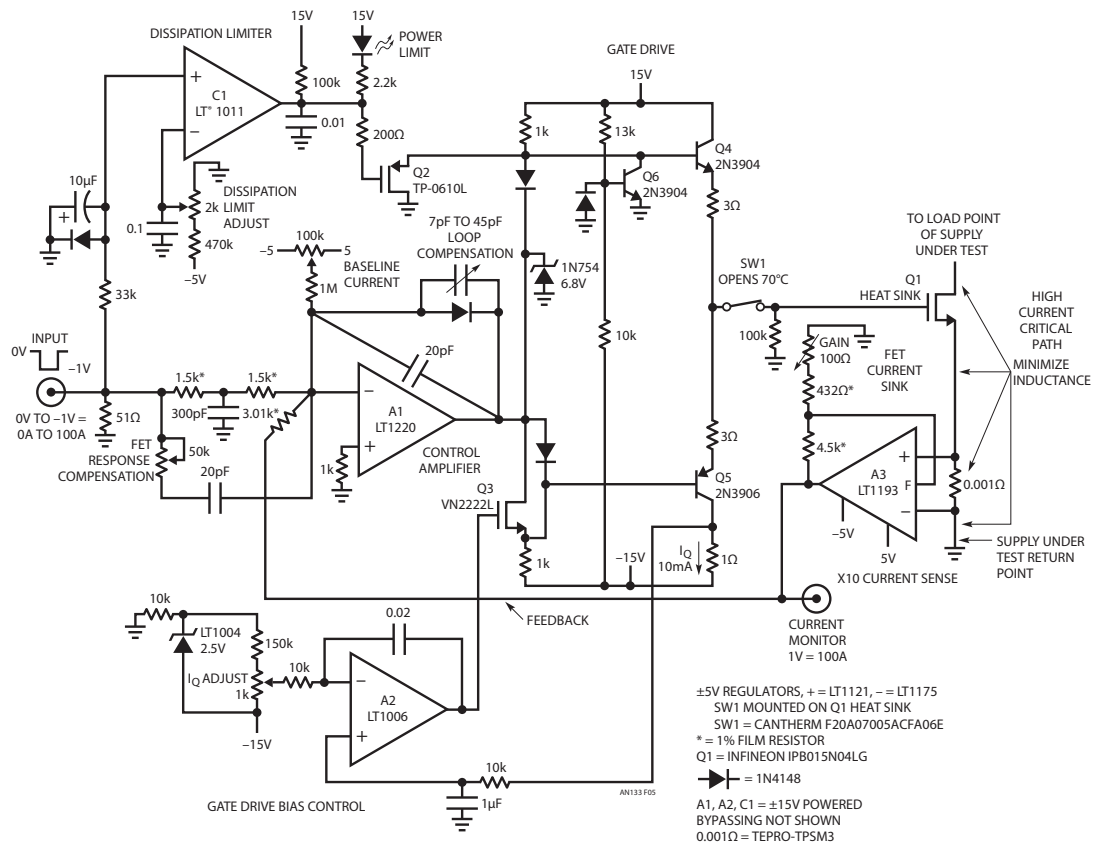 DISSIPATION LIMITER
15V
15V
POWER
LIMIT
100k
2.2k
+
C1
LT® 1011
−
0.01
200Ω
Q2
TP-0610L
10µF
+
0.1
2k
DISSIPATION
LIMIT
ADJUST
470k
−5V
33k
GATE DRIVE
15V
1k
13k
Q4
2N3904
Q6
2N3904
3Ω
7pF TO 45pF
LOOP
COMPENSATION
100k
−5
5
BASELINE
CURRENT
1M
1N754
6.8V
SW1
OPENS 70°C
TO LOAD POINT
OF SUPPLY
UNDER TEST
Q1
HEAT SINK
HIGH
CURRENT
CRITICAL
PATH
MINIMIZE
INDUCTANCE
INPUT
0V
−1V
0V TO −1V =
0A TO 100A
51Ω
1.5k*
1.5k*
300pF
3.01k*
20pF
10k
100k
GAIN
100Ω
432Ω*
FET
CURRENT
SINK
4.5k*
FET
RESPONSE
COMPENSATION
50k
20pF
1k
−
A1
LT1220
+
CONTROL
AMPLIFIER
Q3
VN2222L
1k
3Ω
Q5
2N3906
A3
LT1193
+
F
−
0.001Ω
−5V
5V
X10 CURRENT SENSE
SUPPLY UNDER
TEST RETURN
POINT
IQ
10mA
1Ω
−15V
FEEDBACK
CURRENT
MONITOR
1V = 100A
10k
LT1004
2.5V
150k
IQ ADJUST
1k
−15V
10k
0.02
−
A2
LT1006
+
10k
1µF
GATE DRIVE BIAS CONTROL
AN133 F05
±5V REGULATORS, + = LT1121, − = LT1175
SW1 MOUNTED ON Q1 HEAT SINK
SW1 = CANTHERM F20A07005ACFA06E
* = 1% FILM RESISTOR
Q1 = INFINEON IPB015N04LG
= 1N4148
A1, A2, C1 = ±15V POWERED
BYPASSING NOT SHOWN
0.001Ω = TEPRO-TPSM3